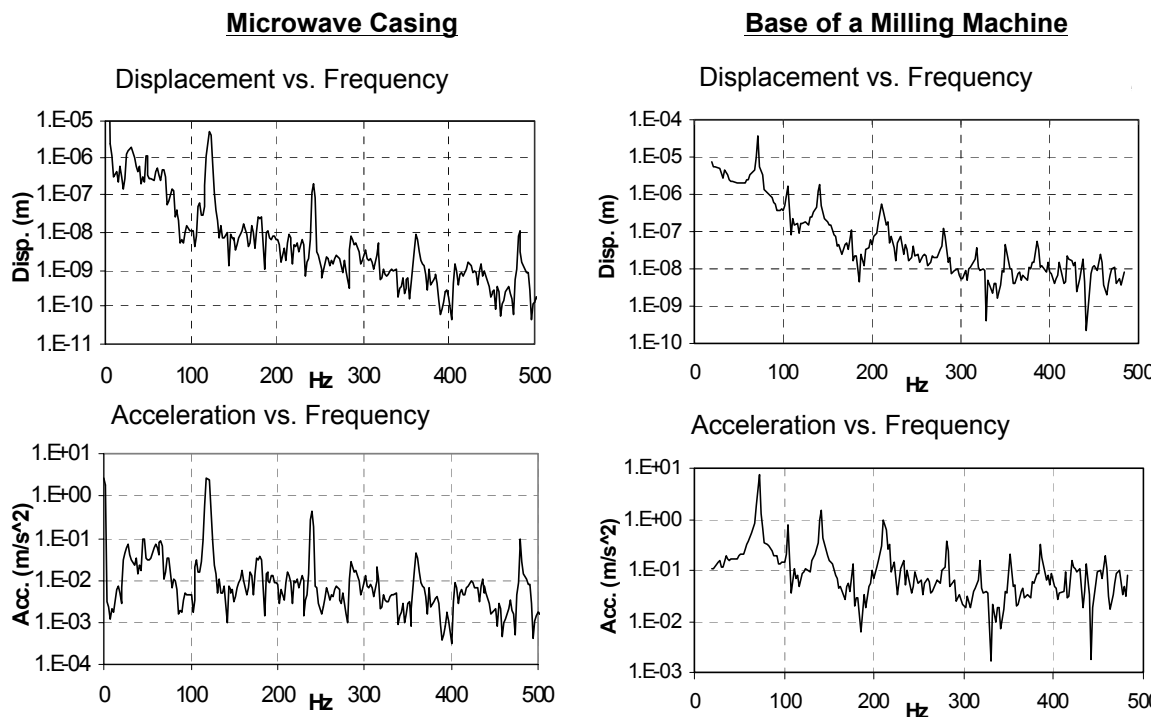 Microwave Casing
Displacement vs. Frequency
1.E-05
1.E-06
1.E-07
1.E-08
1.E-09
1.E-10
1.E-11
Disp. (m)
0 100 200 300 400 500
Hz
Acceleration vs. Frequency
1.E+01
1.E+00
1.E-01
1.E-02
1.E-03
1.E-04
Acc. (m/s^2)
0 100 200 300 400 500
Hz
Base of a Milling Machine
Displacement vs. Frequency
1.E-04
1.E-05
1.E-06
1.E-07
1.E-08
1.E-09
1.E-10
Disp. (m)
0 100 200 300 400 500
Hz
Acceleration vs. Frequency
1.E+01
1.E+00
1.E-01
1.E-02
1.E-03
Acc. (m/s^2)
0 100 200 300 400 500
Hz